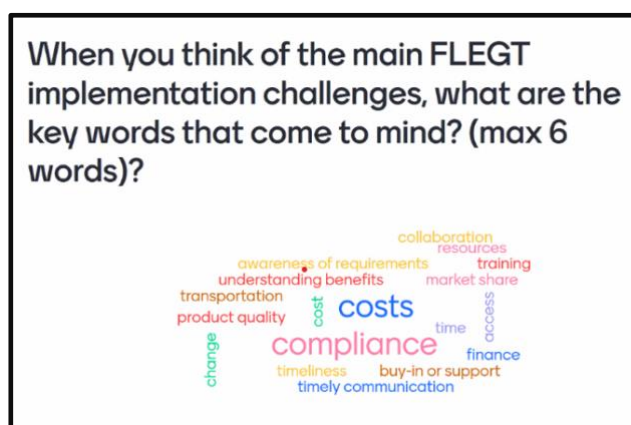 When you think of the main FLEGT
implementation challenges, what are the
key words that come to mind? (max 6
words)?
collaboration
resources
awareness of requirements
training
understanding benefits
market share
transportation
cost
costs
access
product quality
time
change
compliance
finance
timeliness
buy-in or support
timely communication